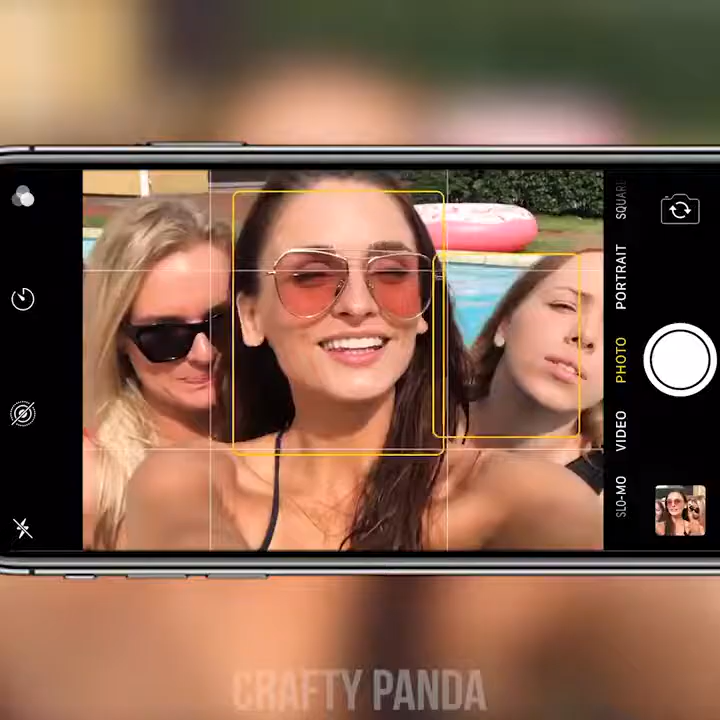 SQUARE
PORTRAIT
PHOTO
VIDEO
SLO-MO
CRAFTY PANDA